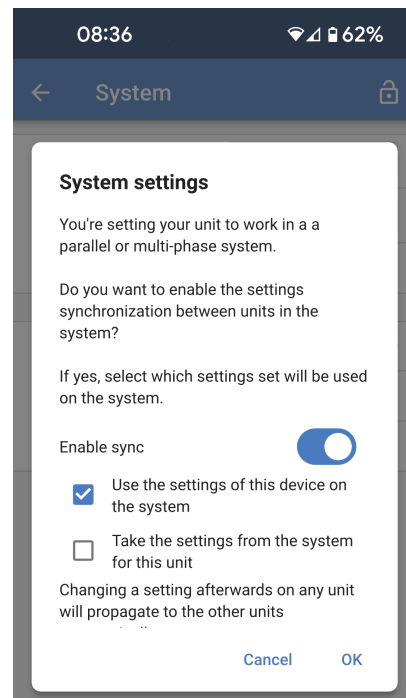 08:36 62%
System
System settings
You're setting your unit to work in a a
parallel or multi-phase system.
Do you want to enable the settings
synchronization between units in the
system?
If yes, select which settings set will be used
on the system.
Enable sync
Use the settings of this device on
the system
Take the settings from the system
for this unit
Changing a setting afterwards on any unit
will propagate to the other units
Cancel OK